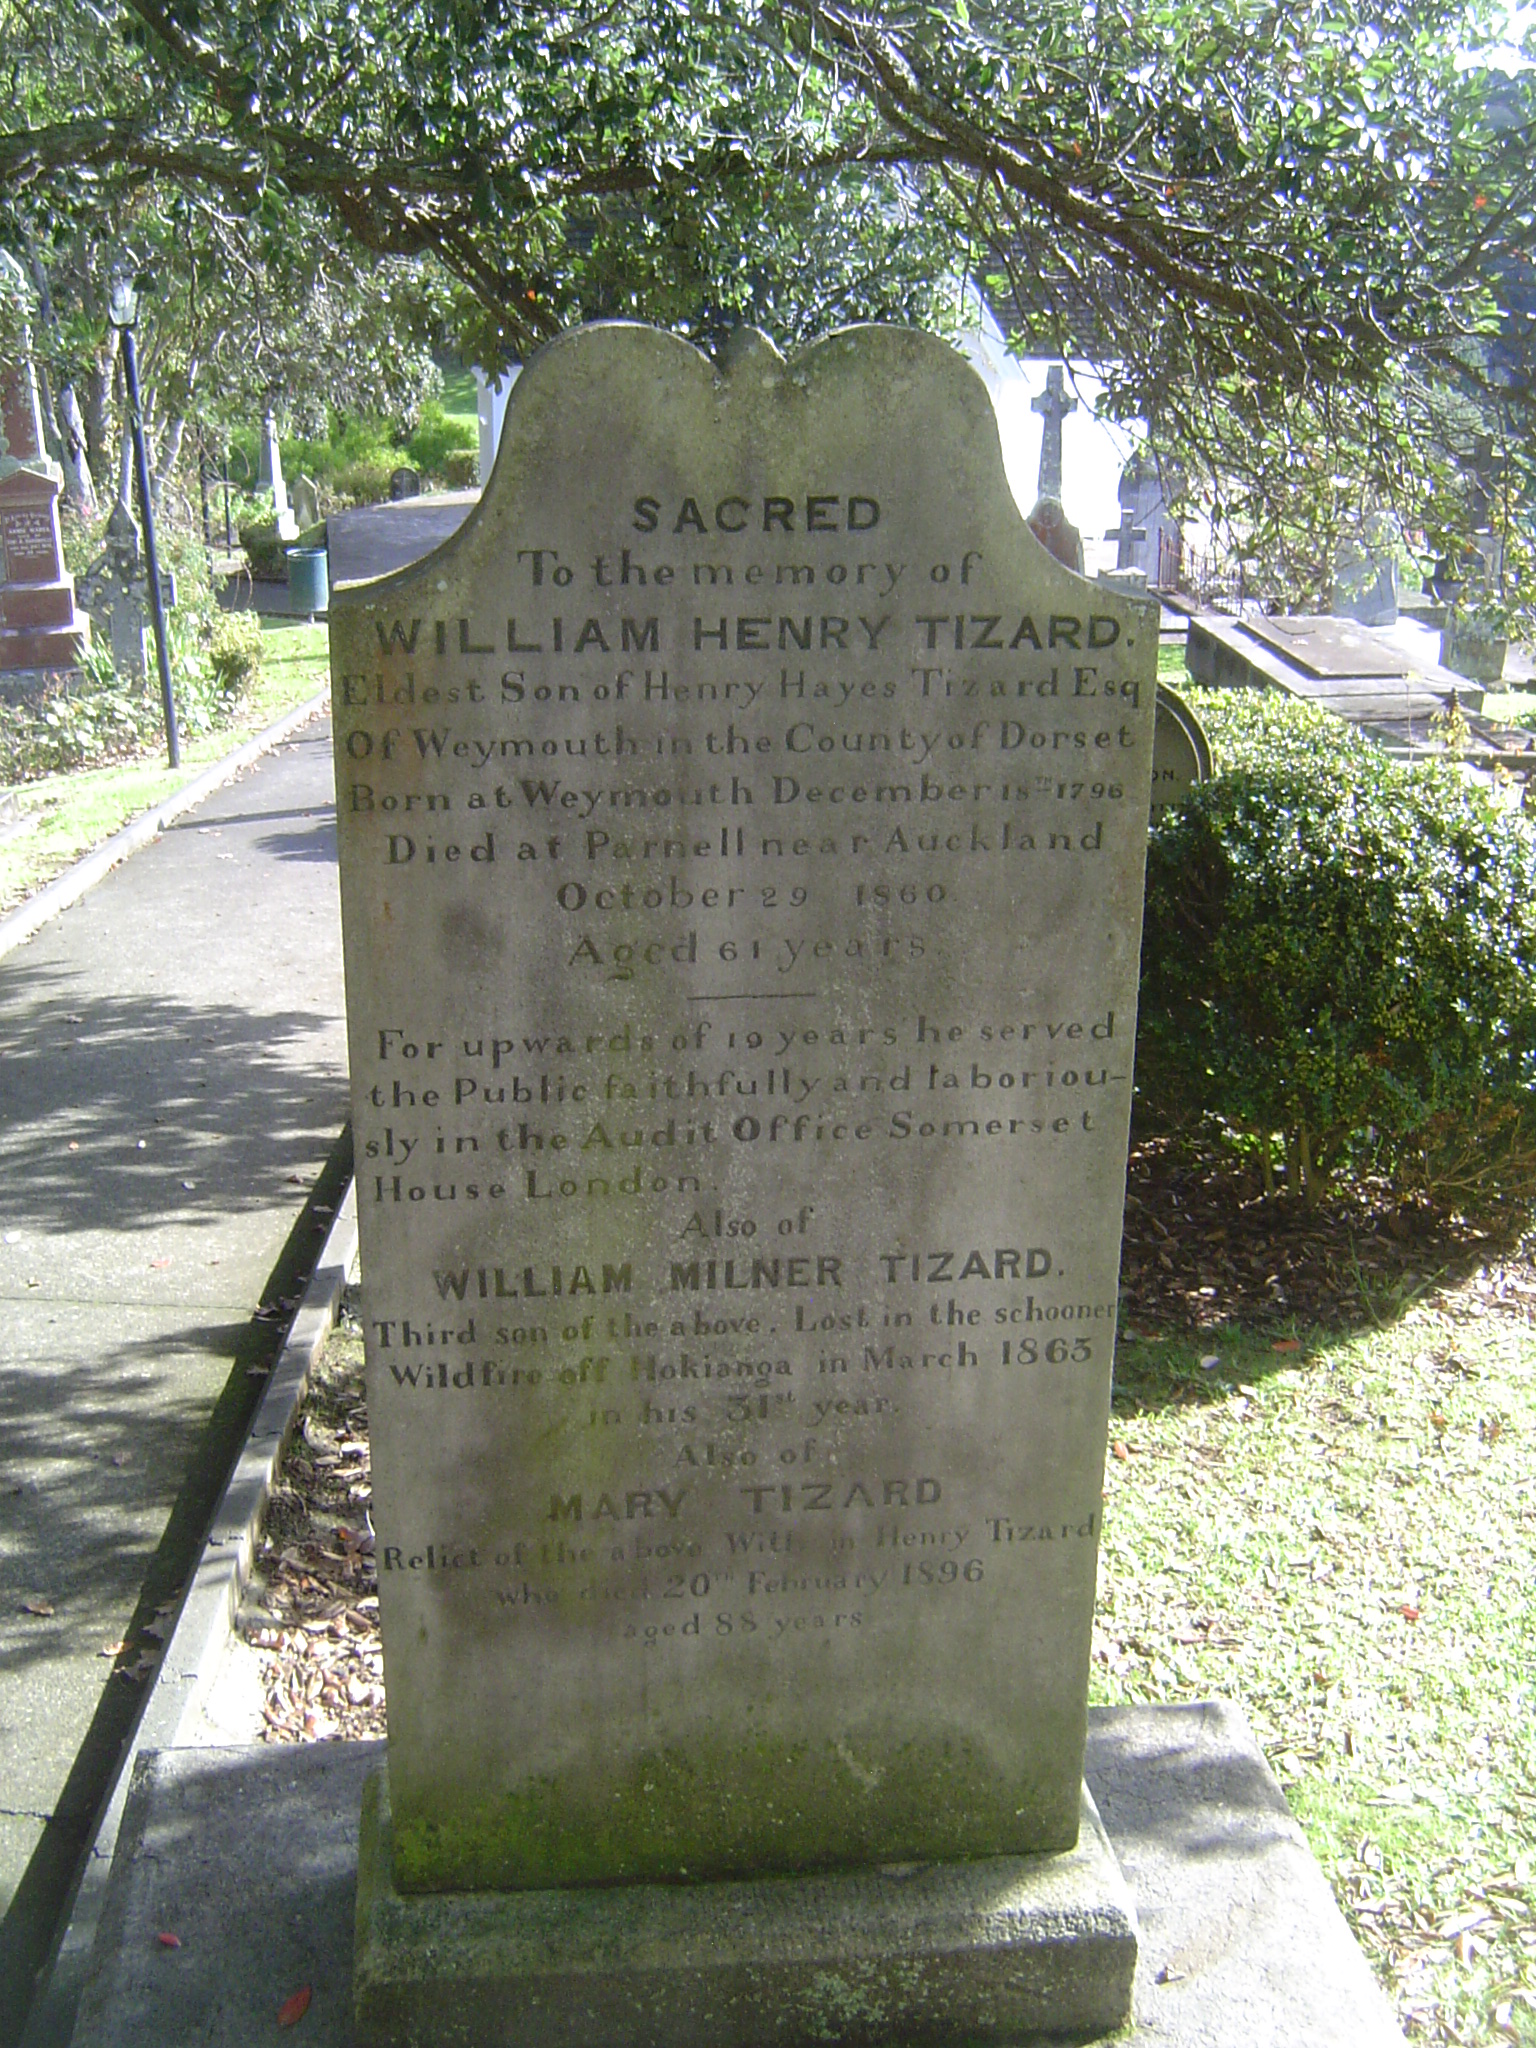 SACRED
To the memory of
WILLIAM HENRY TIZARD.
Eldest Son of Henry Hayes Tizard Esq
Of Weymouth in the County of Dorset
Born at Weymouth December 18TH 1796
Died at Parnell near Auckland
October 29 1860.
Aged 61 years.
For upwards of 19 years he served
the Public faithfully and laboriou-
sly in the Audit Office Somerset
House London.
Also of
WILLIAM MILNER TIZARD.
Third son of the above. Lost in the schooner
Wildfire off Hokianga in March 1863
in his 31st year.
Also of
MARY TIZARD
Relict of the above Henry Tizard
who died 20TH February 1896
aged 88 years